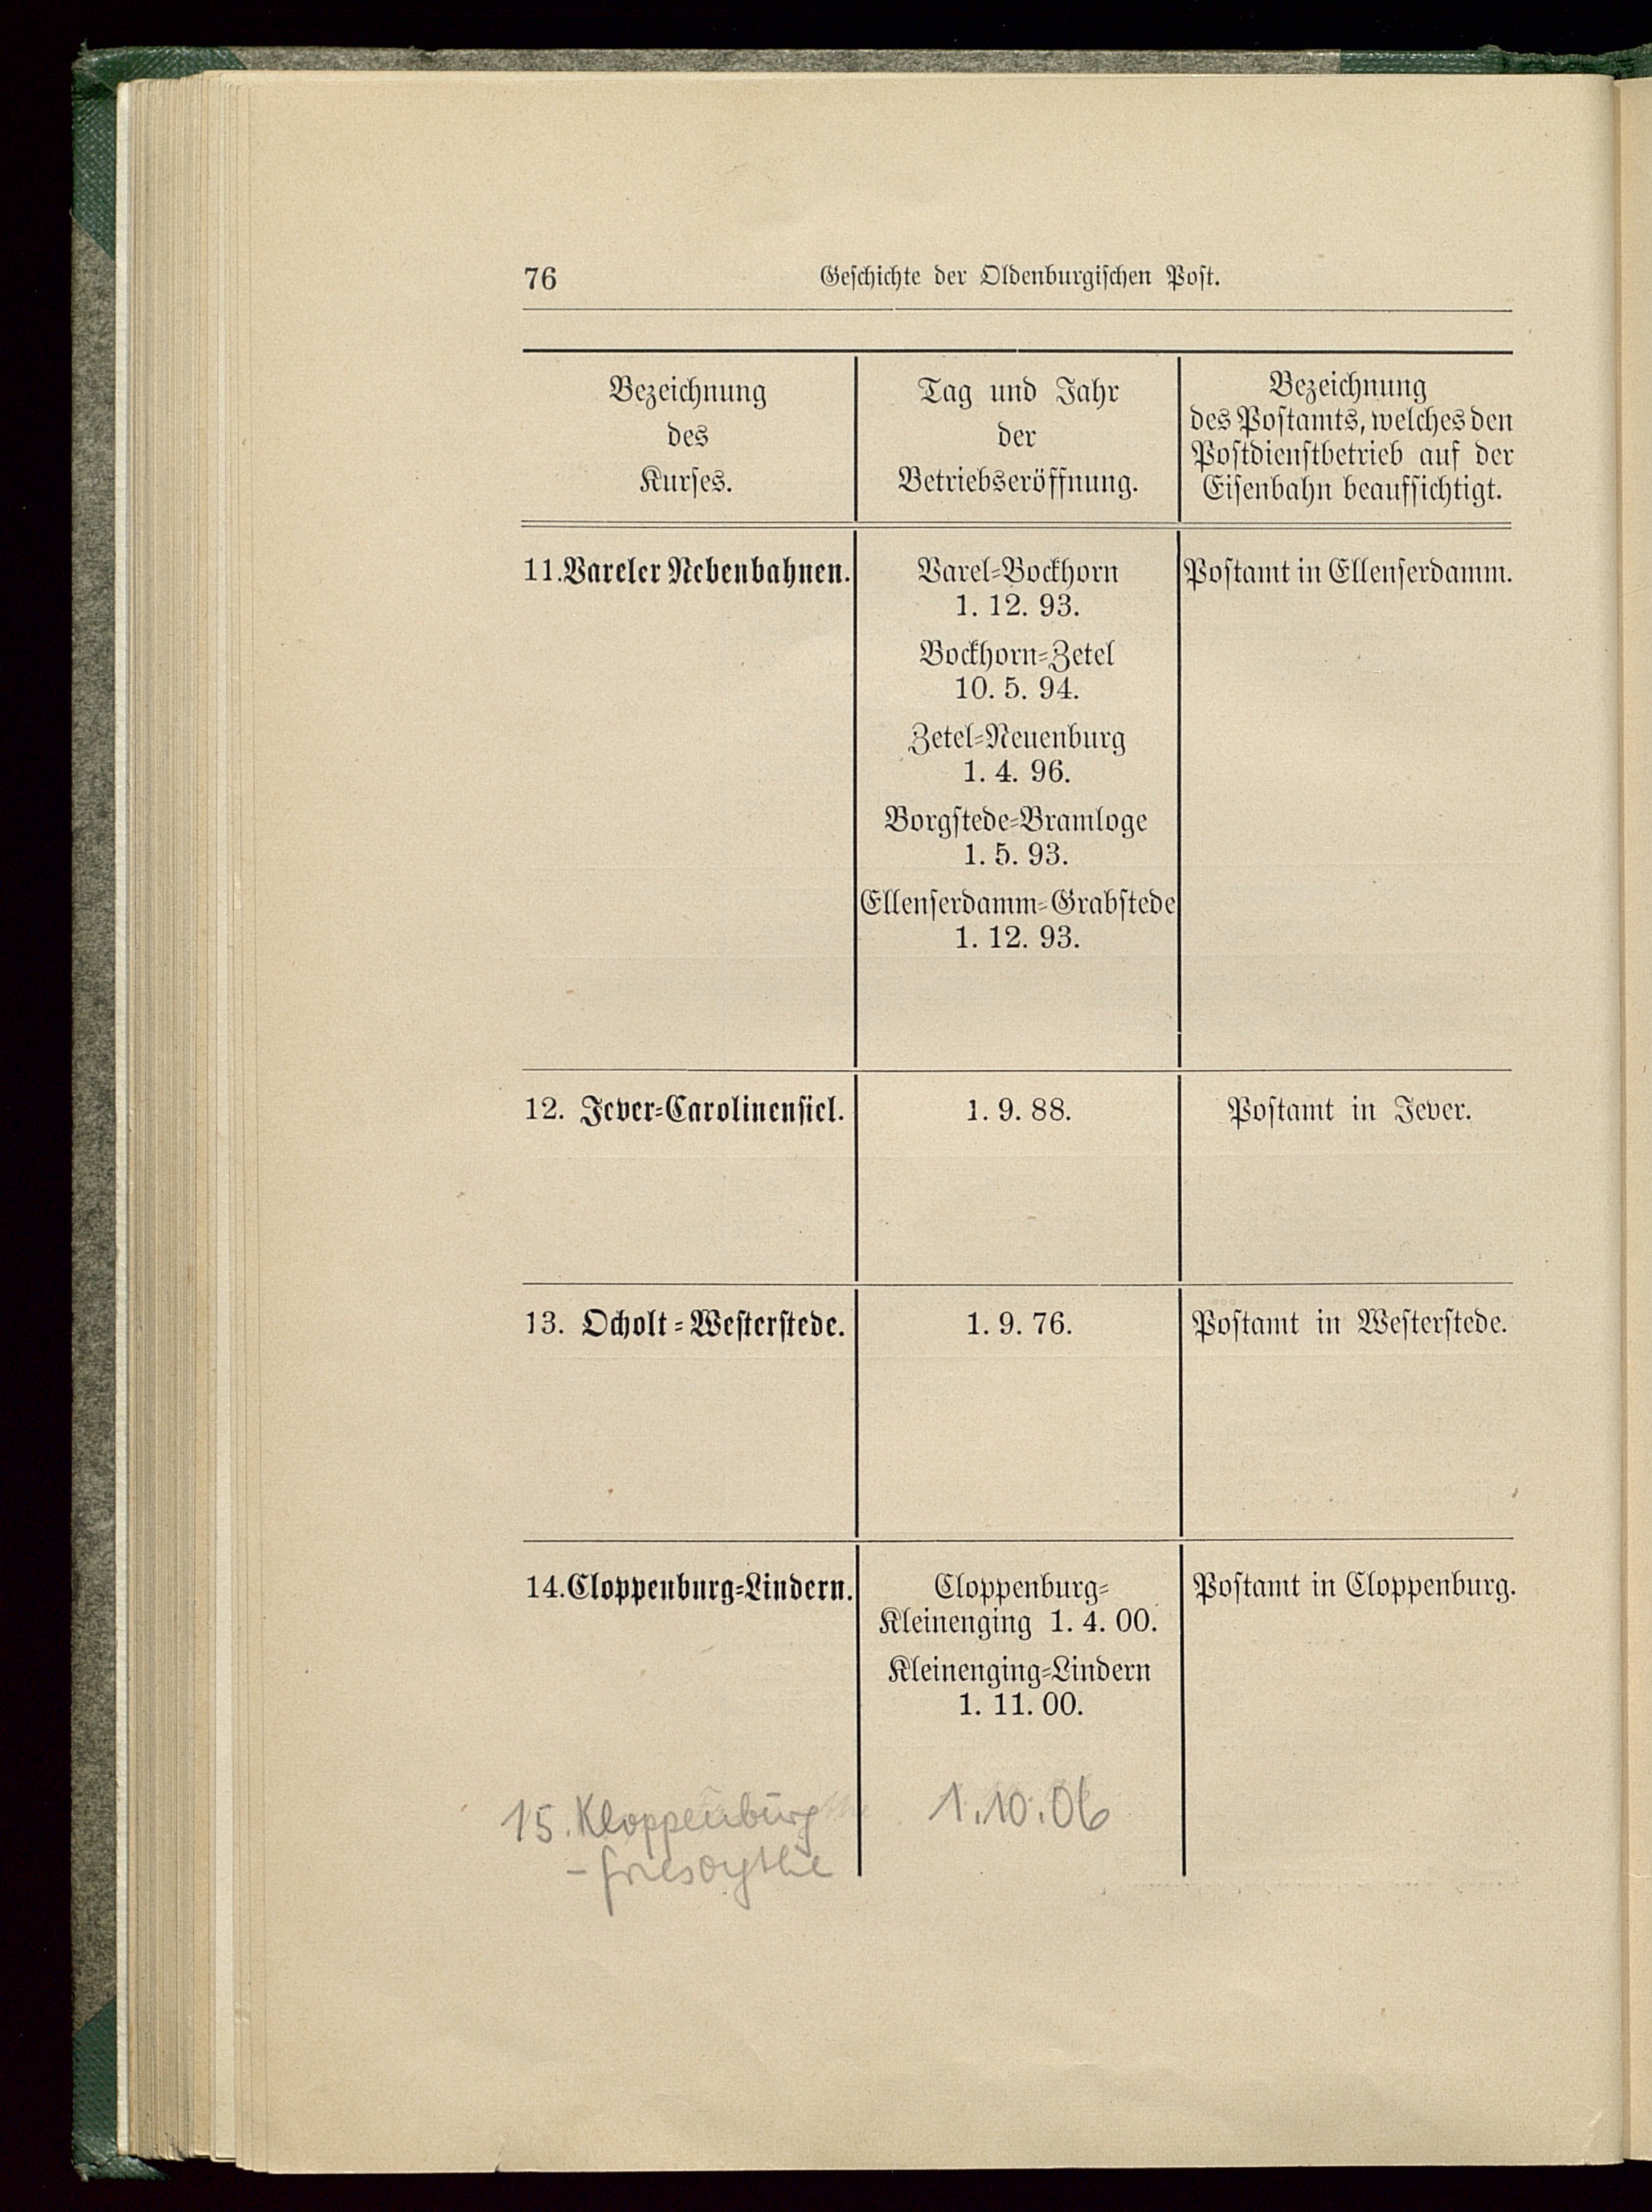 76
Geschichte der Oldenburgischen Post.
Bezeichnung
des
Kurses.
Tag und Jahr
der
Betriebseröffnung.
Bezeichnung
des Postamts, welches den
Postdienstbetrieb auf der
Eisenbahn beaufsichtigt.
11. Vareler Nebenbahnen.
Varel-Bockhorn
1. 12. 93.
Bockhorn-Zetel
10. 5. 94.
Zetel-Neuenburg
1. 4. 96.
Borgstede-Bramloge
1. 5. 93.
Ellenserdamm-Grabstede
1. 12. 93.
Postamt in Ellenserdamm.
12. Jever-Carolinensiel.
1. 9. 88.
Postamt in Jever.
13. Ocholt-Westerstede.
1. 9. 76.
Postamt in Westerstede.
14. Cloppenburg-Lindern.
Cloppenburg-
Kleinenging 1. 4. 00.
Kleinenging-Lindern
1. 11. 00.
Postamt in Cloppenburg.
15. Kloppenburg
- friesoythe
1.10.06